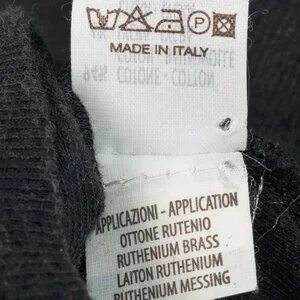 P
MADE IN ITALY
APPLICAZIONI - APPLICATION
OTTONE RUTENIO
RUTHENIUM BRASS
LAITON RUTHENIUM
RUTHENIUM MESSING